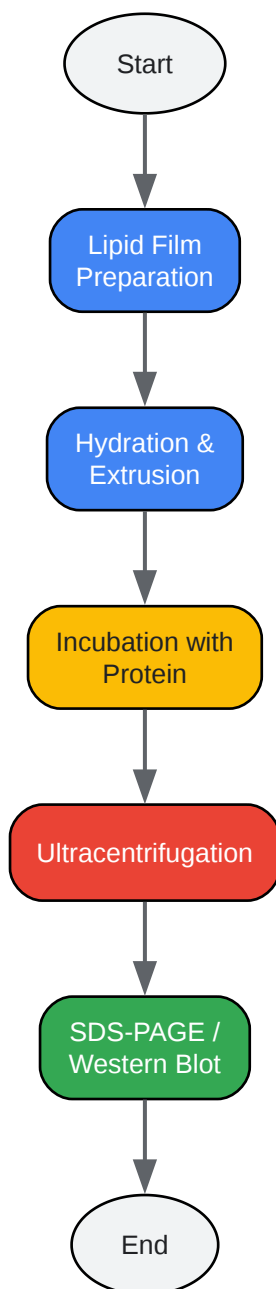 Start
Lipid Film
Preparation
Hydration &
Extrusion
Incubation with
Protein
Ultracentrifugation
SDS-PAGE /
Western Blot
End